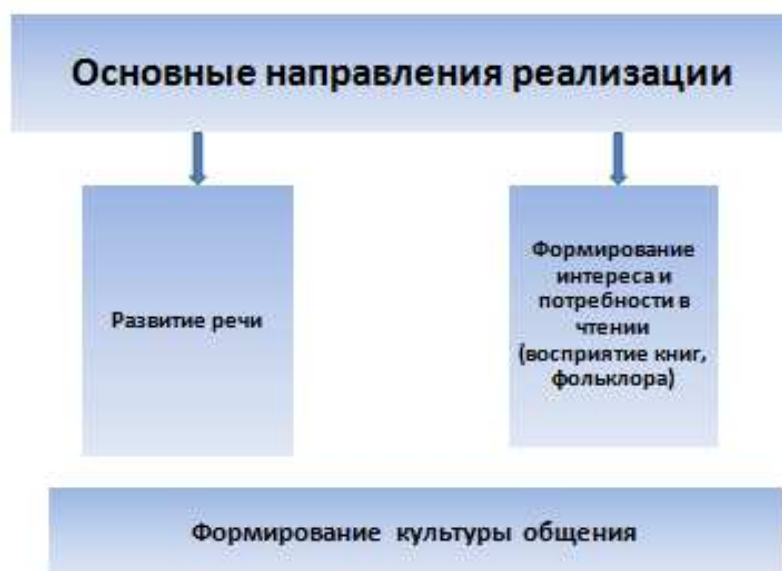 Основные направления реализации
Развитие речи
Формирование
интереса и
потребности в
чтении
(восприятие книг,
фольклора)
Формирование культуры общения